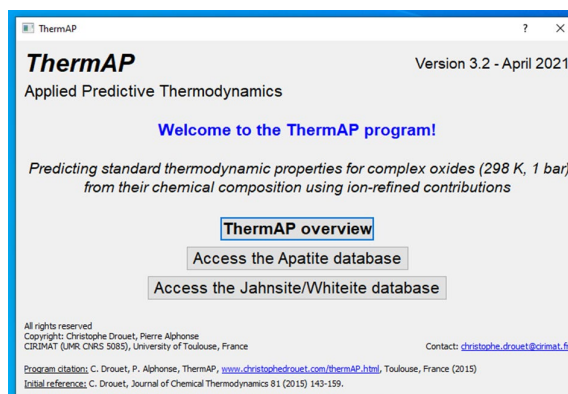 ThermAP
ThermAP
Version 3.2 - April 2021
Applied Predictive Thermodynamics
Welcome to the ThermAP program!
Predicting standard thermodynamic properties for complex oxides (298 K, 1 bar)
from their chemical composition using ion-refined contributions
ThermAP overview
Access the Apatite database
Access the Jahnsite/Whiteite database
All rights reserved
Copyright: Christophe Drouet, Pierre Alphonse
CIRIMAT (UMR CNRS 5085), University of Toulouse, France
Contact: christophe.drouet@cirimat.fr
Program citation: C. Drouet, P. Alphonse, ThermAP, www.christophedrouet.com/thermAP.html, Toulouse, France (2015)
Initial reference: C. Drouet, Journal of Chemical Thermodynamics 81 (2015) 143-159.